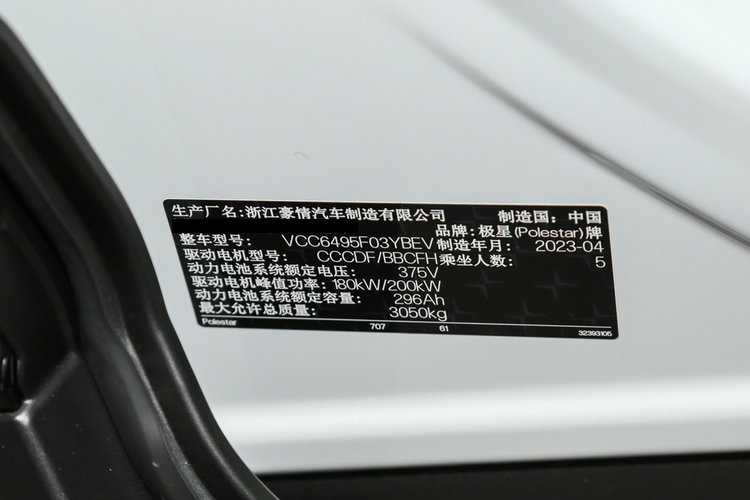 生产厂名:浙江豪情汽车制造有限公司 制造国: 中国
品牌: 极星(Polestar)牌
整车型号: VCC6495F03YBEV 制造年月: 2023-04
驱动电机型号: CCCDF/BBCFH 乘坐人数: 5
动力电池系统额定电压: 375V
驱动电机峰值功率: 180kW/200kW
动力电池系统额定容量: 296Ah
最大允许总质量: 3050kg
Polestar 707 61 32393105